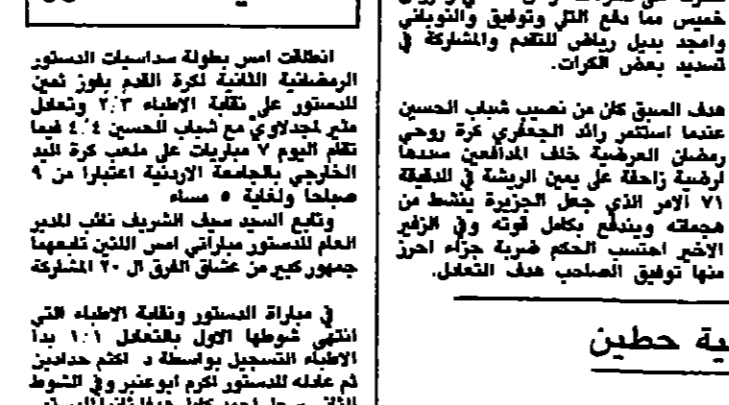 خميس مما دفع التلي وتوفيق والنوباني
وامجد بديل رياض للتقدم والمشاركة في
تسديد بعض الكرات.
هدف السبق كان من نصيب شباب الحسين
عندما استثمر رائد الجعفري كرة روحي
رمضان العرضية خلف المدافعين سددها
ارضية زاحفة على يمين الريشة في الدقيقة
٧١ الامر الذي جعل الجزيرة ينشط من
هجماته ويندفع بكامل قوته وفي الزفير
الاخير احتسب الحكم ضربة جزاء احرز
منها توفيق الصاحب هدف التعادل.
ية حطين
انطلقت امس بطولة سداسيات الدستور
الرمضانية الثانية لكرة القدم بفوز ثمين
للدستور على نقابة الاطباء ٢:٣ وتعادل
مثير لمجدلاوي مع شباب الحسين ٤:٤ فيما
تقام اليوم ٧ مباريات على ملعب كرة اليد
الخارجي بالجامعة الاردنية اعتبارا من ٩
صباحا ولغاية ٥ مساء
وتابع السيد سيف الشريف نائب المدير
العام للدستور مباراتي امس اللتين تابعهما
جمهور كبير من عشاق الفرق ال ٢٠ المشاركة
في مباراة الدستور ونقابة الاطباء التي
انتهى شوطها الاول بالتعادل ١:١ بدا
الاطباء التسجيل بواسطة د. اكثم حدادين
ثم عادله للدستور اكرم ابو عنبر وفي الشوط